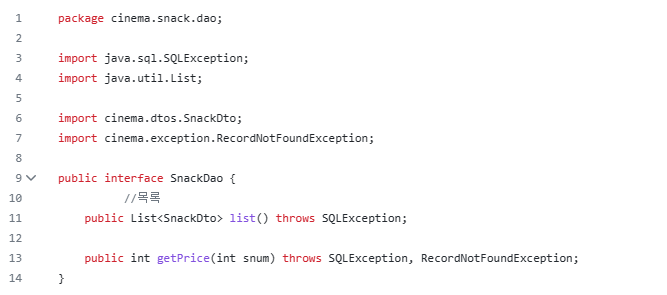 1 package cinema.snack.dao;
2
3 import java.sql.SQLException;
4 import java.util.List;
5
6 import cinema.dtos.SnackDto;
7 import cinema.exception.RecordNotFoundException;
8
9 public interface SnackDao {
10 //목록
11 public List<SnackDto> list() throws SQLException;
12
13 public int getPrice(int snum) throws SQLException, RecordNotFoundException;
14 }